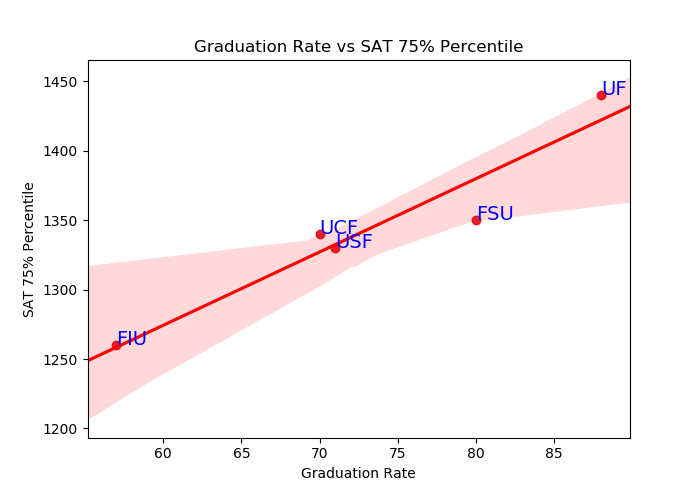 Graduation Rate vs SAT 75% Percentile
1450
1400
1350
1300
1250
1200
SAT 75% Percentile
UF
FSU
UCF
USF
FIU
60 65 70 75 80 85
Graduation Rate